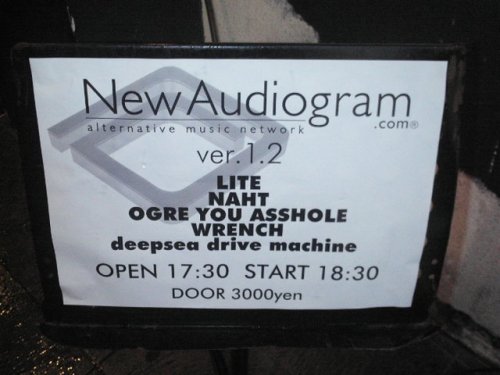 NewAudiogram
.com®
alternative music network
ver.1.2
LITE
NAHT
OGRE YOU ASSHOLE
WRENCH
deepsea drive machine
OPEN 17:30 START 18:30
DOOR 3000yen